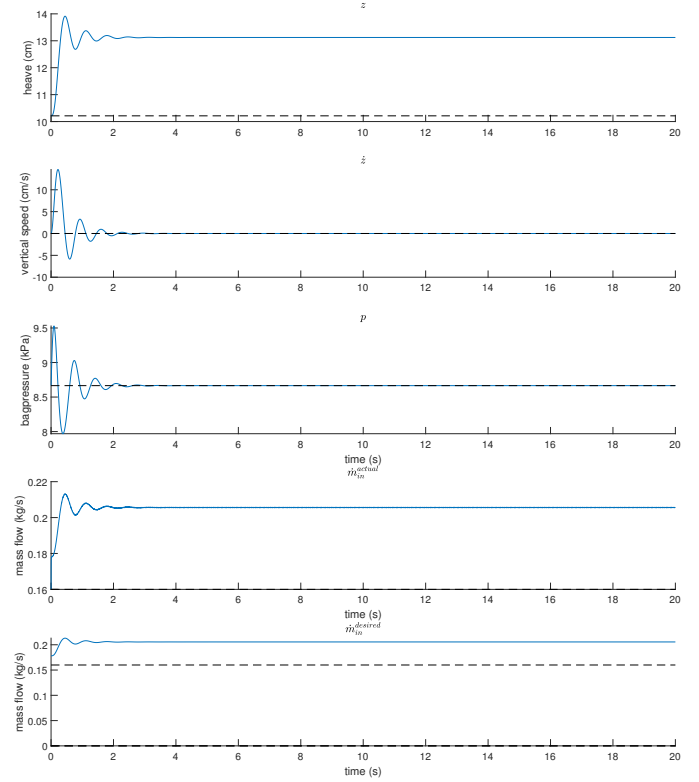 z
14
13
12
11
10
heave (cm)
0 2 4 6 8 10 12 14 16 18 20
ż
10
5
0
-5
-10
vertical speed (cm/s)
0 2 4 6 8 10 12 14 16 18 20
p
9.5
9
8.5
8
bagpressure (kPa)
0 2 4 6 8 10 12 14 16 18 20
time (s)
ṁ_in^actual
0.22
0.2
0.18
0.16
mass flow (kg/s)
0 2 4 6 8 10 12 14 16 18 20
time (s)
ṁ_in^desired
0.2
0.15
0.1
0.05
0
mass flow (kg/s)
0 2 4 6 8 10 12 14 16 18 20
time (s)